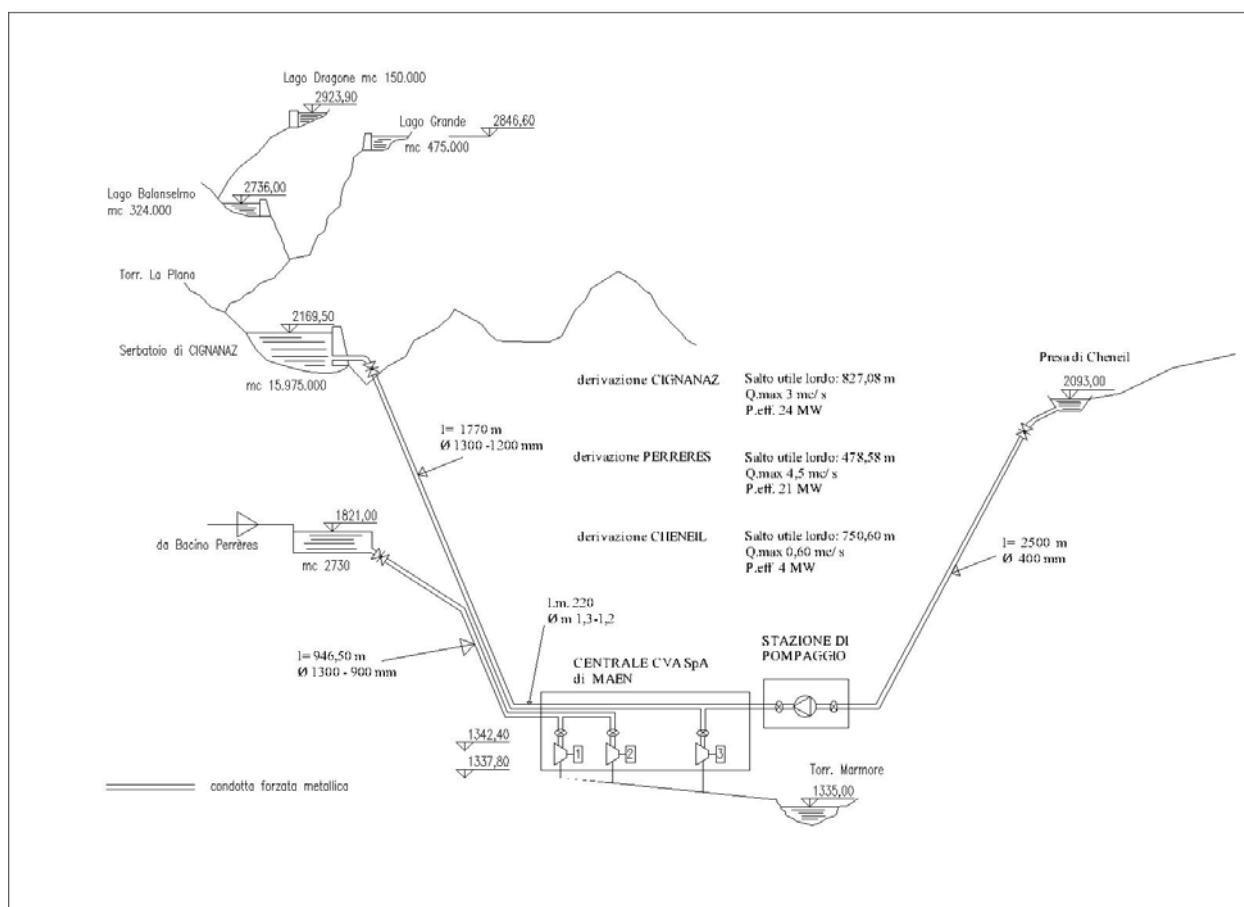 Lago Dragone mc 150.000
2923,90
Lago Grande
2846,60
mc 475.000
Lago Balanselmo
mc 324.000
2736,00
Torr. La Plana
2169,50
Serbatoio di CIGNANAZ
mc 15.975.000
derivazione CIGNANAZ
Salto utile lordo: 827,08 m
Q.max 3 mc/ s
P.eff. 24 MW
Presa di Cheneil
2093,00
l= 1770 m
Ø 1300 -1200 mm
derivazione PERRERES
Salto utile lordo: 478,58 m
Q.max 4,5 mc/ s
P.eff. 21 MW
1821,00
da Bacino Perrères
mc 2730
derivazione CHENEIL
Salto utile lordo: 750,60 m
Q.max 0,60 mc/ s
P.eff 4 MW
l= 2500 m
Ø 400 mm
l.m. 220
Ø m 1,3-1,2
l= 946,50 m
Ø 1300 - 900 mm
CENTRALE CVA SpA
di MAEN
STAZIONE DI
POMPAGGIO
1342,40
1337,80
1
2
3
condotta forzata metallica
Torr. Marmore
1335,00